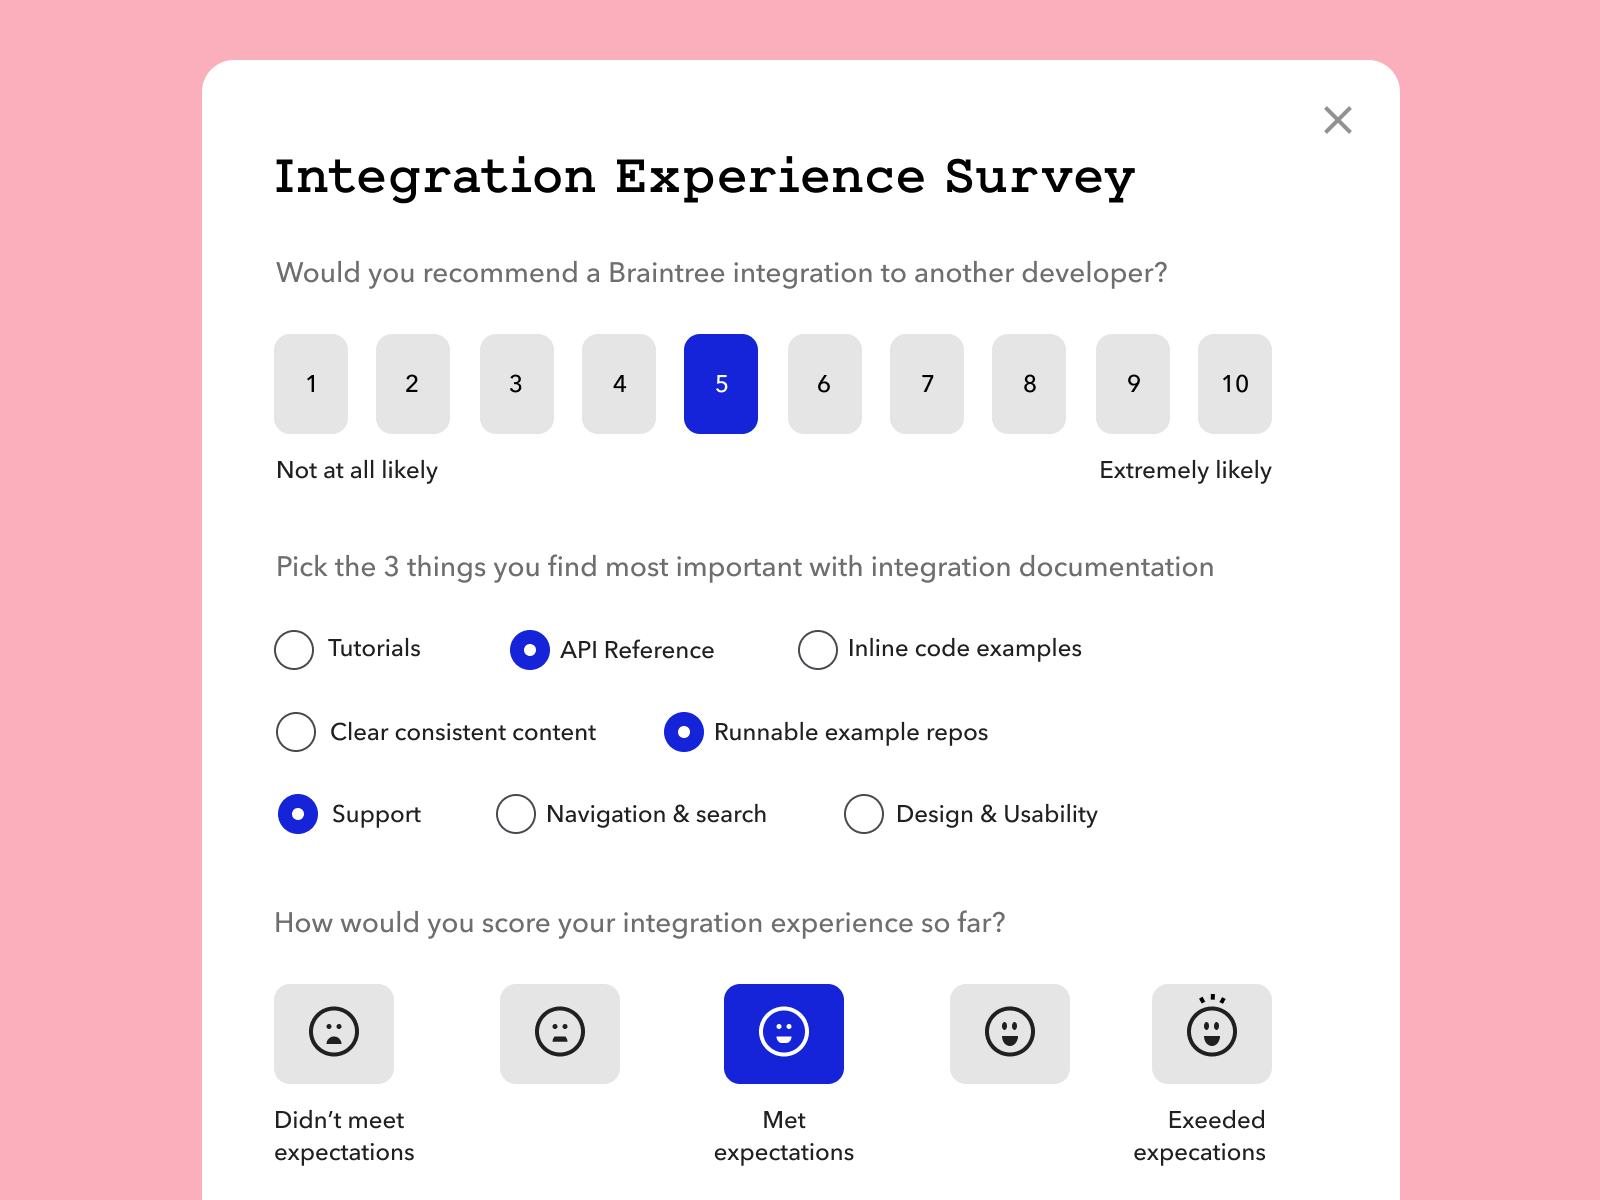 Integration Experience Survey
Would you recommend a Braintree integration to another developer?
1 2 3 4 5 6 7 8 9 10
Not at all likely Extremely likely
Pick the 3 things you find most important with integration documentation
Tutorials API Reference Inline code examples
Clear consistent content Runnable example repos
Support Navigation & search Design & Usability
How would you score your integration experience so far?
Didn’t meet
expectations
Met
expectations
Exeeded
expecations